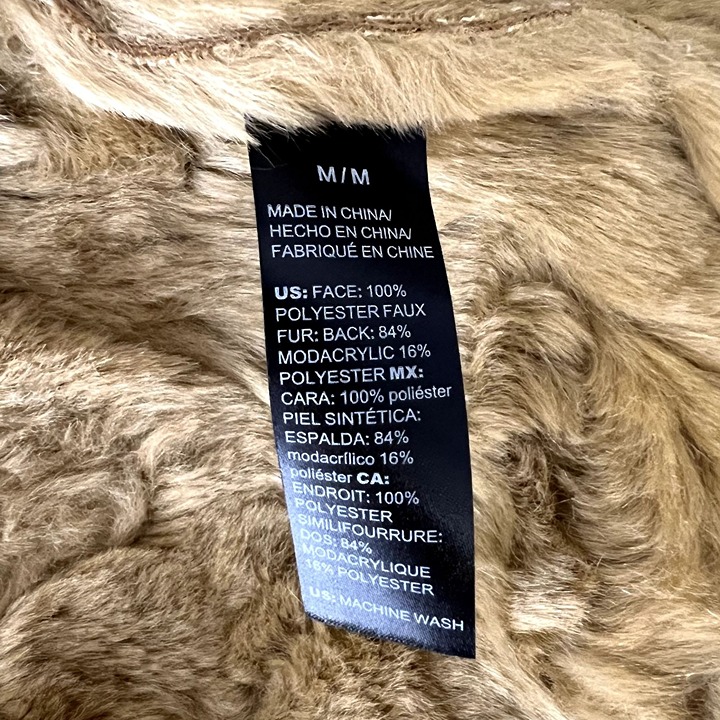 M/M
MADE IN CHINA/
HECHO EN CHINA/
FABRIQUÉ EN CHINE
US: FACE: 100%
POLYESTER FAUX
FUR: BACK: 84%
MODACRYLIC 16%
POLYESTER MX:
CARA: 100% poliéster
PIEL SINTÉTICA:
ESPALDA: 84%
modacrílico 16%
poliéster CA:
ENDROIT: 100%
POLYESTER
SIMILIFOURRURE:
DOS: 84%
MODACRYLIQUE
16% POLYESTER
US: MACHINE WASH